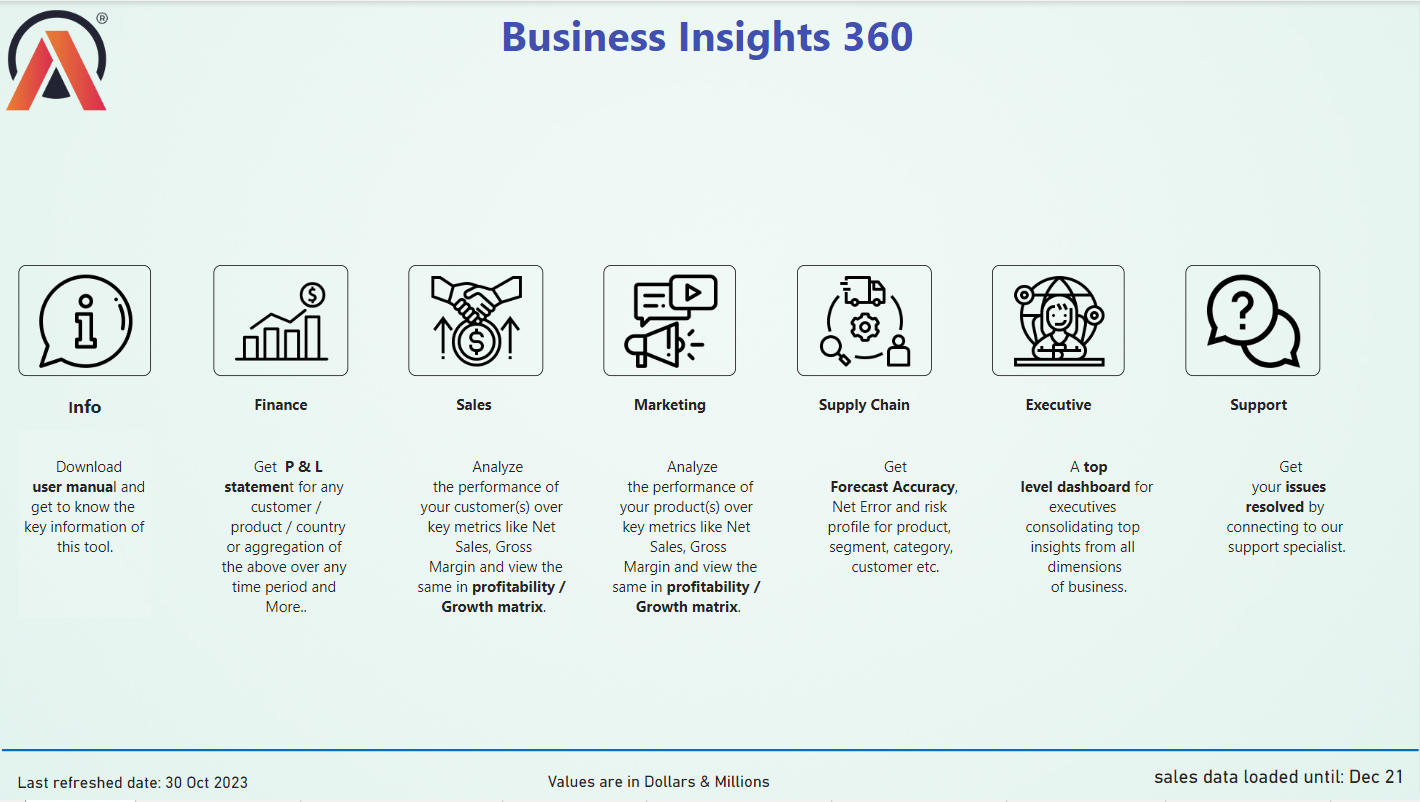 ®
Business Insights 360
Info
Download
user manual and
get to know the
key information of
this tool.
Finance
Get P & L
statement for any
customer /
product / country
or aggregation of
the above over any
time period and
More..
Sales
Analyze
the performance of
your customer(s) over
key metrics like Net
Sales, Gross
Margin and view the
same in profitability /
Growth matrix.
Marketing
Analyze
the performance of
your product(s) over
key metrics like Net
Sales, Gross
Margin and view the
same in profitability /
Growth matrix.
Supply Chain
Get
Forecast Accuracy,
Net Error and risk
profile for product,
segment, category,
customer etc.
Executive
A top
level dashboard for
executives
consolidating top
insights from all
dimensions
of business.
Support
Get
your issues
resolved by
connecting to our
support specialist.
Last refreshed date: 30 Oct 2023
Values are in Dollars & Millions
sales data loaded until: Dec 21